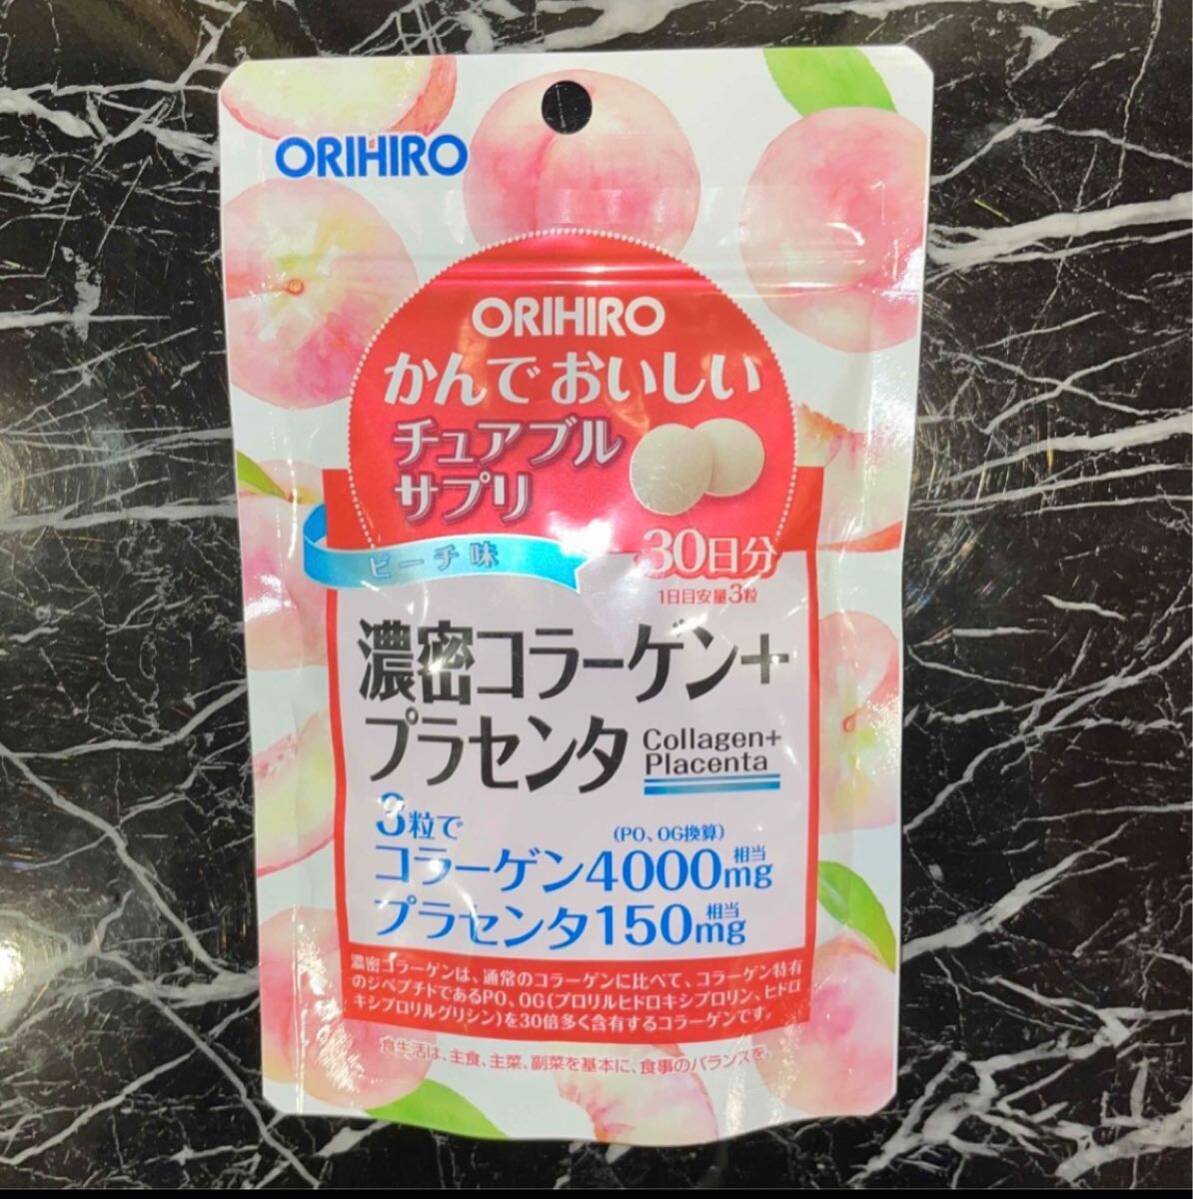 ORIHIRO
ORIHIRO
かんでおいしい
チュアブル
サプリ
ピーチ味
30日分
1日目安量3粒
濃密コラーゲン+
プラセンタ
Collagen+
Placenta
3粒で
(PO、OG換算)
コラーゲン4000mg相当
プラセンタ150mg相当
濃密コラーゲンは、通常のコラーゲンに比べて、コラーゲン特有
のジペプチドであるPO、OG(プロリルヒドロキシプロリン、ヒドロ
キシプロリルグリシン)を30倍多く含有するコラーゲンです。
食生活は、主食、主菜、副菜を基本に、食事のバランスを。